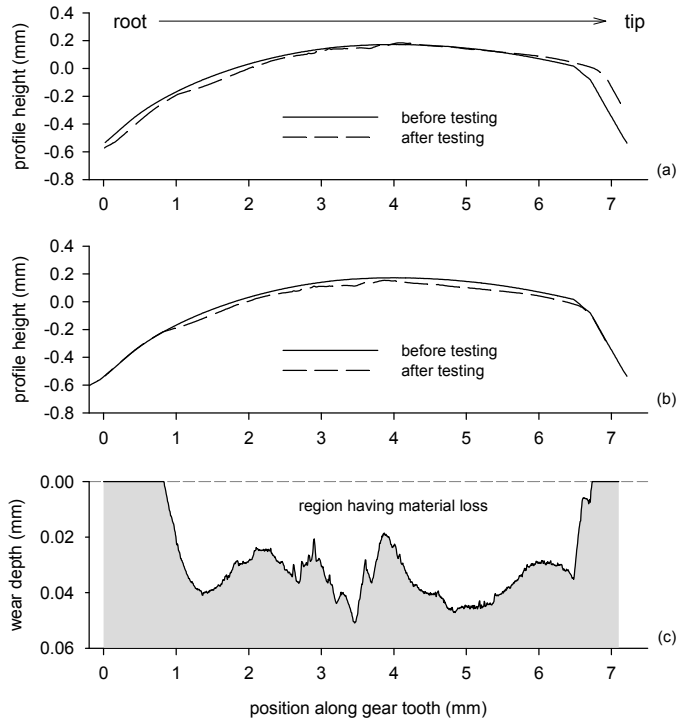 root tip
0.4
0.2
0.0
-0.2
-0.4
-0.6
-0.8
profile height (mm)
before testing
after testing
(a)
0 1 2 3 4 5 6 7
0.4
0.2
0.0
-0.2
-0.4
-0.6
-0.8
profile height (mm)
before testing
after testing
(b)
0 1 2 3 4 5 6 7
0.00
0.02
0.04
0.06
wear depth (mm)
region having material loss
(c)
0 1 2 3 4 5 6 7
position along gear tooth (mm)